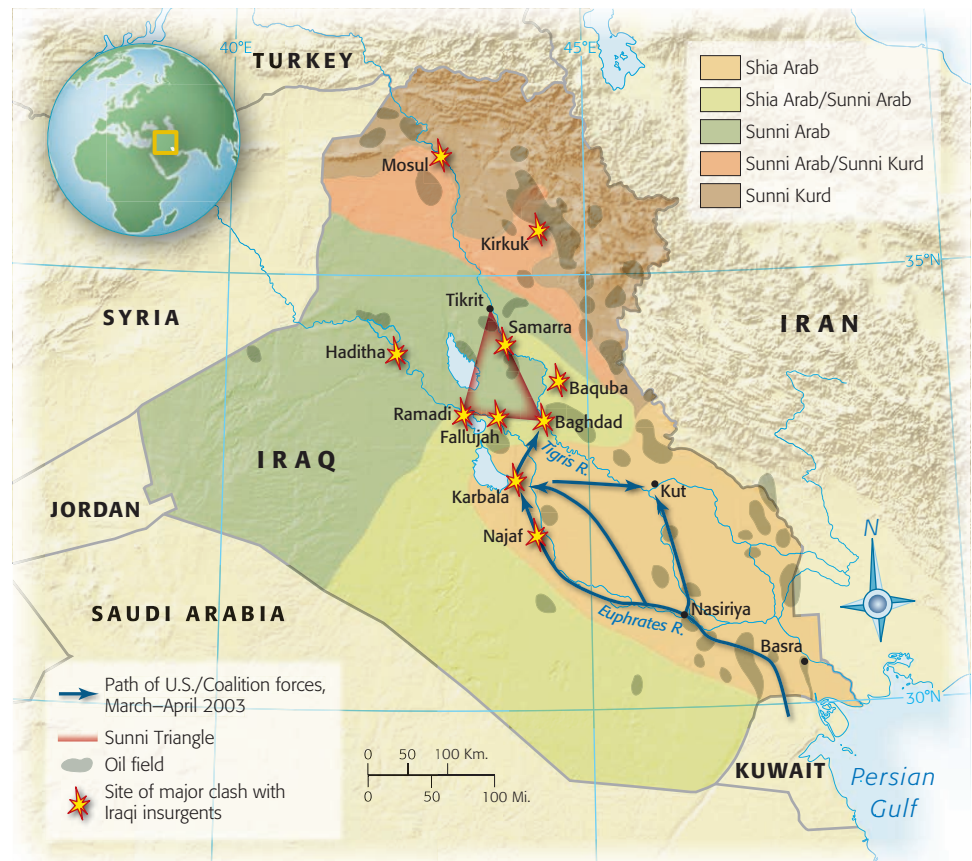 40°E
45°E
TURKEY
Shia Arab
Shia Arab/Sunni Arab
Sunni Arab
Sunni Arab/Sunni Kurd
Sunni Kurd
Mosul
Kirkuk
35°N
Tikrit
SYRIA
Samarra
IRAN
Haditha
Baquba
Ramadi
Baghdad
Fallujah
IRAQ
Tigris R.
Karbala
Kut
JORDAN
Najaf
N
SAUDI ARABIA
Nasiriya
Euphrates R.
Basra
30°N
Path of U.S./Coalition forces,
March–April 2003
Sunni Triangle
Oil field
Site of major clash with
Iraqi insurgents
0 50 100 Km.
0 50 100 Mi.
KUWAIT
Persian
Gulf